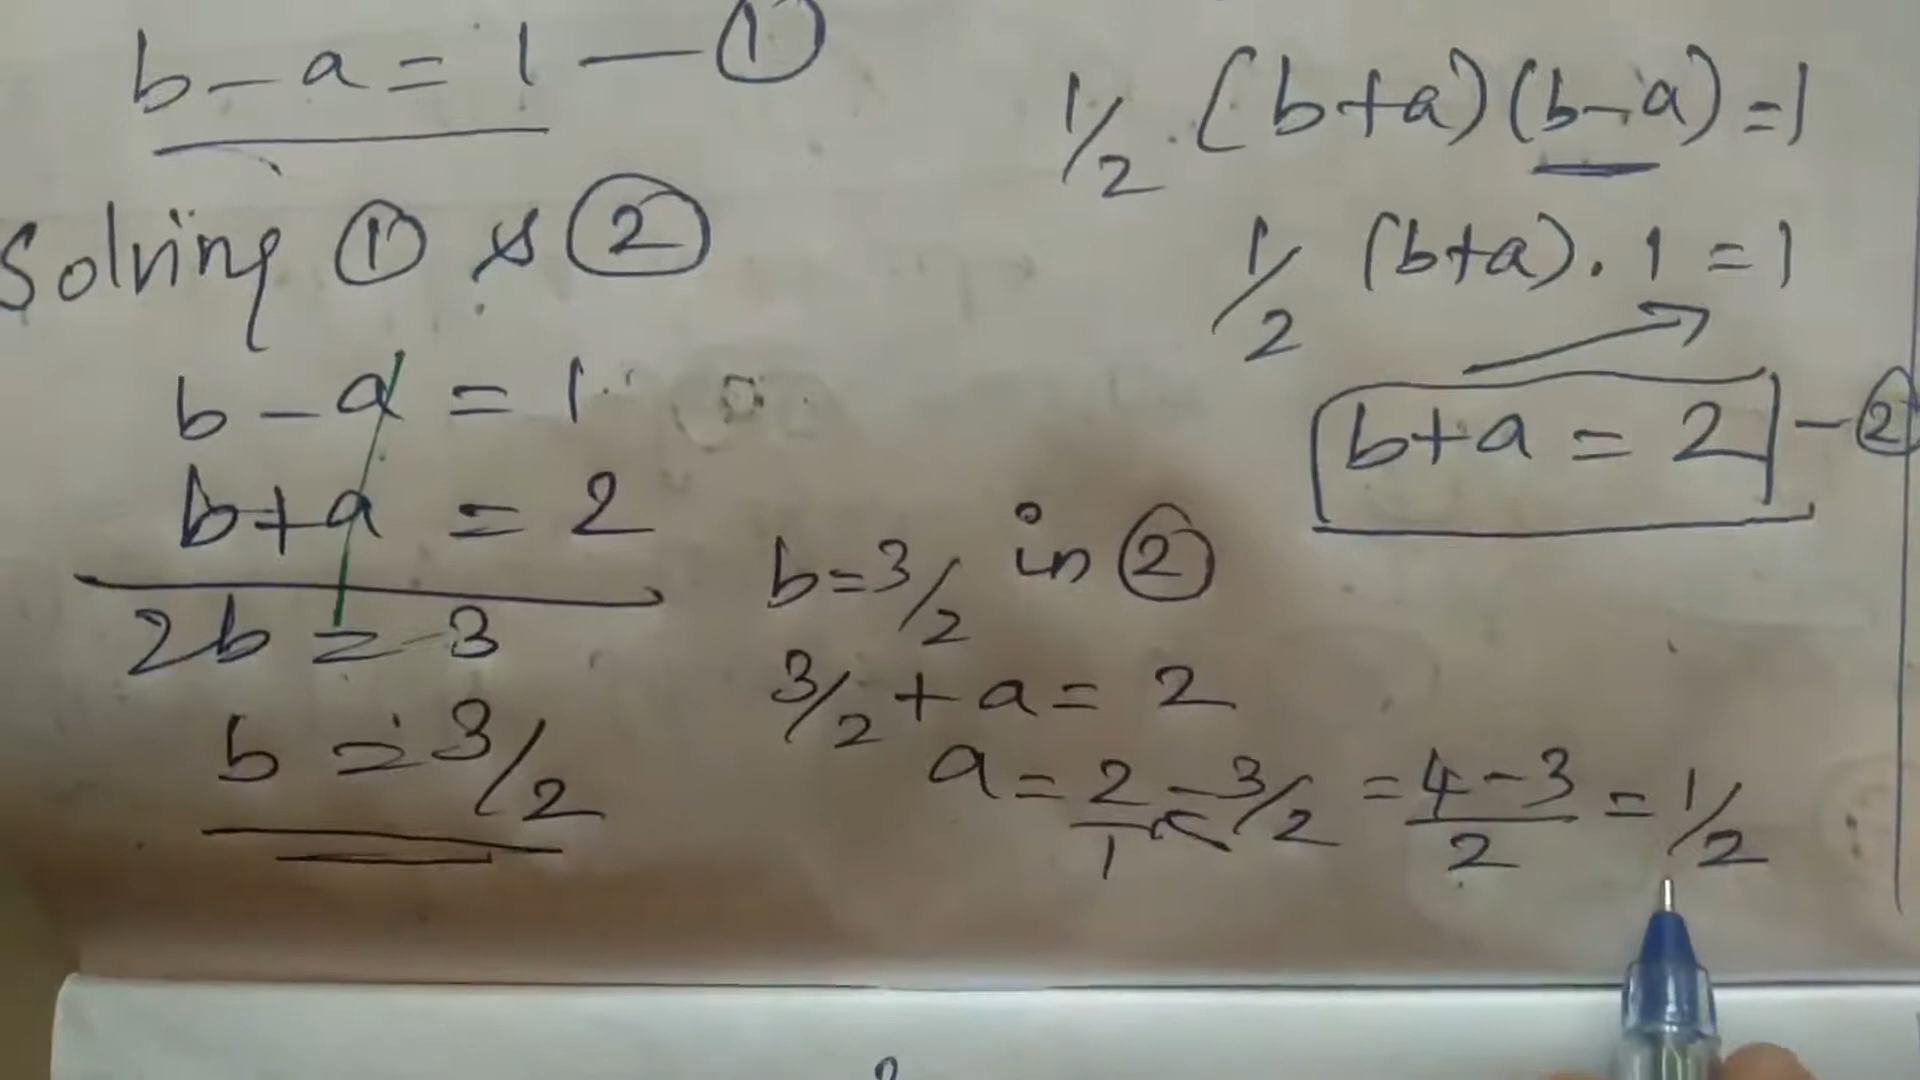 b - a = 1 — ①
1/2 · (b+a)(b-a) = 1
1/2 (b+a) · 1 = 1
b+a = 2 — ②
Solving ① & ②
b - a = 1
b+a = 2
2b = 3
b = 3/2
b = 3/2 in ②
3/2 + a = 2
a = 2/1 - 3/2 = (4-3)/2 = 1/2